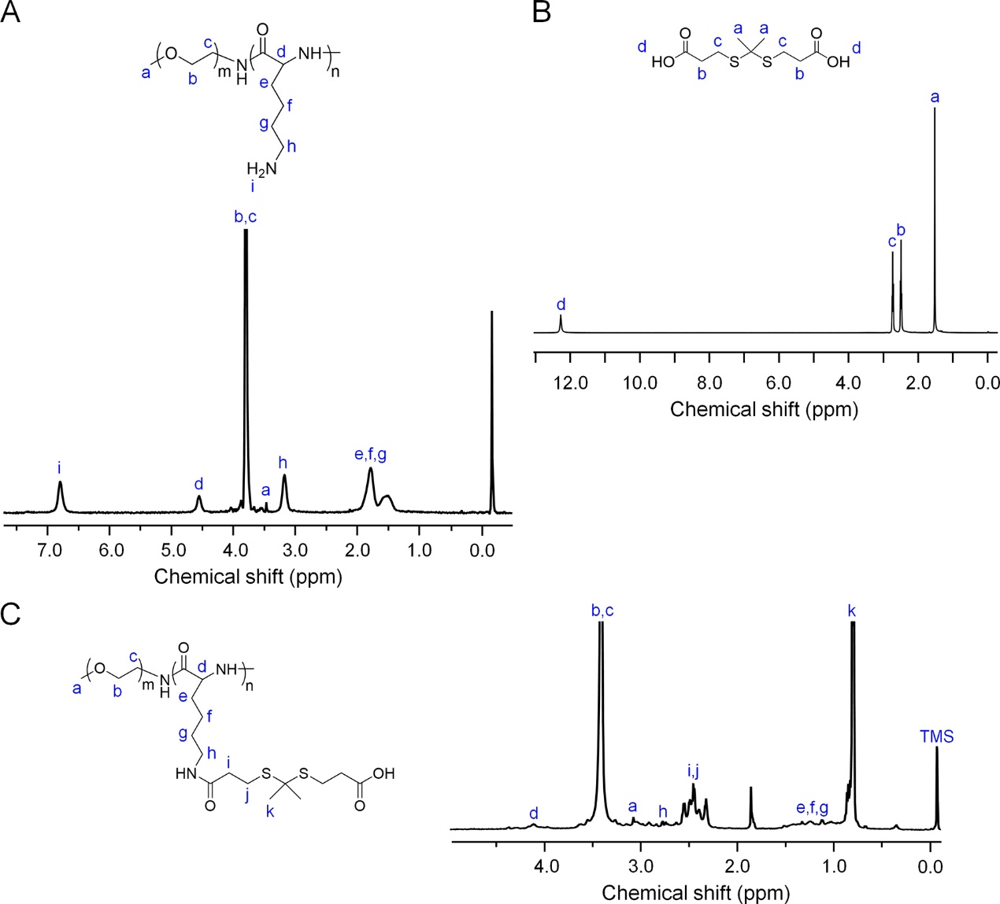 A
O
c
d
O
NH
a
b
m
N
H
n
e
f
g
h
H2N
i
b,c
i
d
a
h
e,f,g
7.0 6.0 5.0 4.0 3.0 2.0 1.0 0.0
Chemical shift (ppm)
B
a a
O c c O
d d
HO S S OH
b b
a
b
c
d
12.0 10.0 8.0 6.0 4.0 2.0 0.0
Chemical shift (ppm)
C
O
c
d
O
NH
a
b
m
N
H
n
e
f
g
h
HN
i
S S
OH
O
j
k
O
b,c
k
TMS
i,j
d
a
h
e,f,g
4.0 3.0 2.0 1.0 0.0
Chemical shift (ppm)